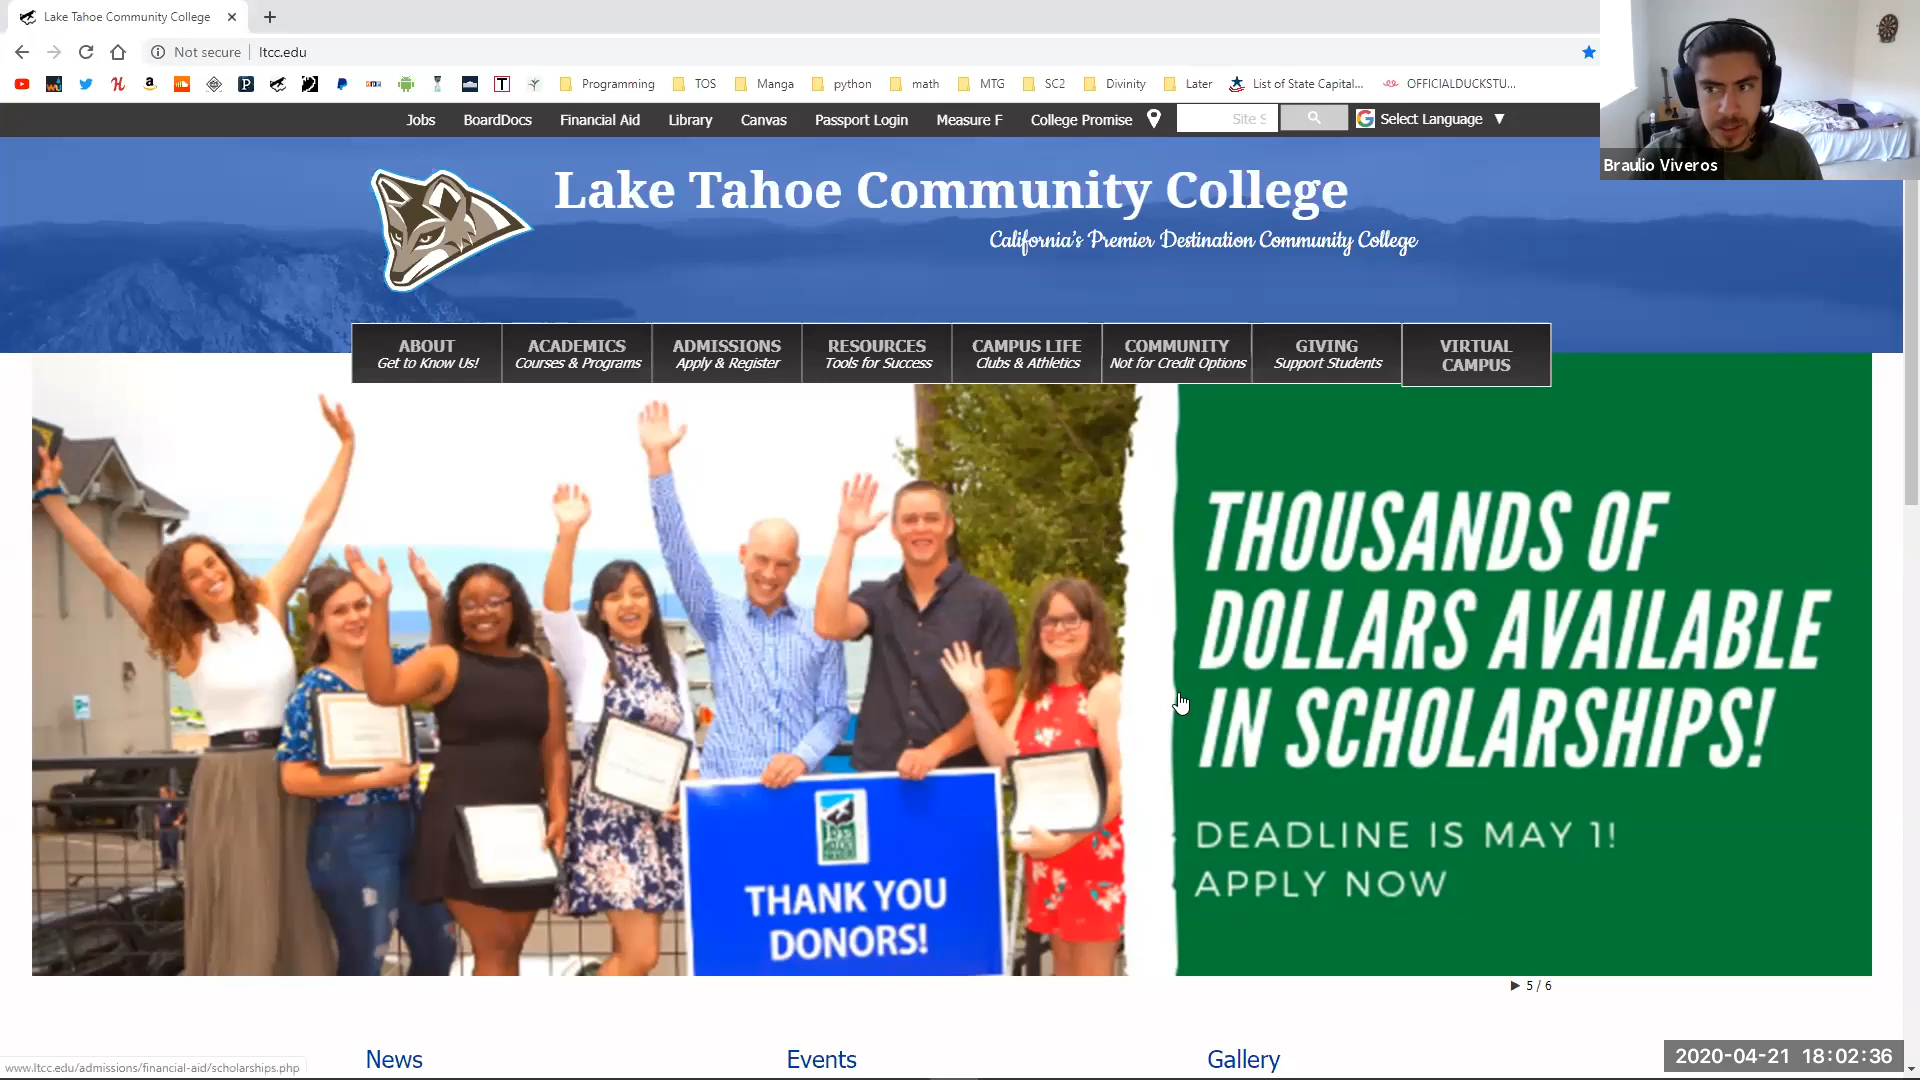 Lake Tahoe Community College
Not secure
ltcc.edu
Programming
TOS
Manga
python
math
MTG
SC2
Divinity
Later
List of State Capital...
OFFICIALDUCKSTU...
Jobs
BoardDocs
Financial Aid
Library
Canvas
Passport Login
Measure F
College Promise
Site S
Select Language ▼
Braulio Viveros
Lake Tahoe Community College
California's Premier Destination Community College
ABOUT
Get to Know Us!
ACADEMICS
Courses & Programs
ADMISSIONS
Apply & Register
RESOURCES
Tools for Success
CAMPUS LIFE
Clubs & Athletics
COMMUNITY
Not for Credit Options
GIVING
Support Students
VIRTUAL
CAMPUS
THOUSANDS OF
DOLLARS AVAILABLE
IN SCHOLARSHIPS!
DEADLINE IS MAY 1!
APPLY NOW
THANK YOU
DONORS!
5 / 6
News
Events
Gallery
www.ltcc.edu/admissions/financial-aid/scholarships.php
2020-04-21 18:02:36